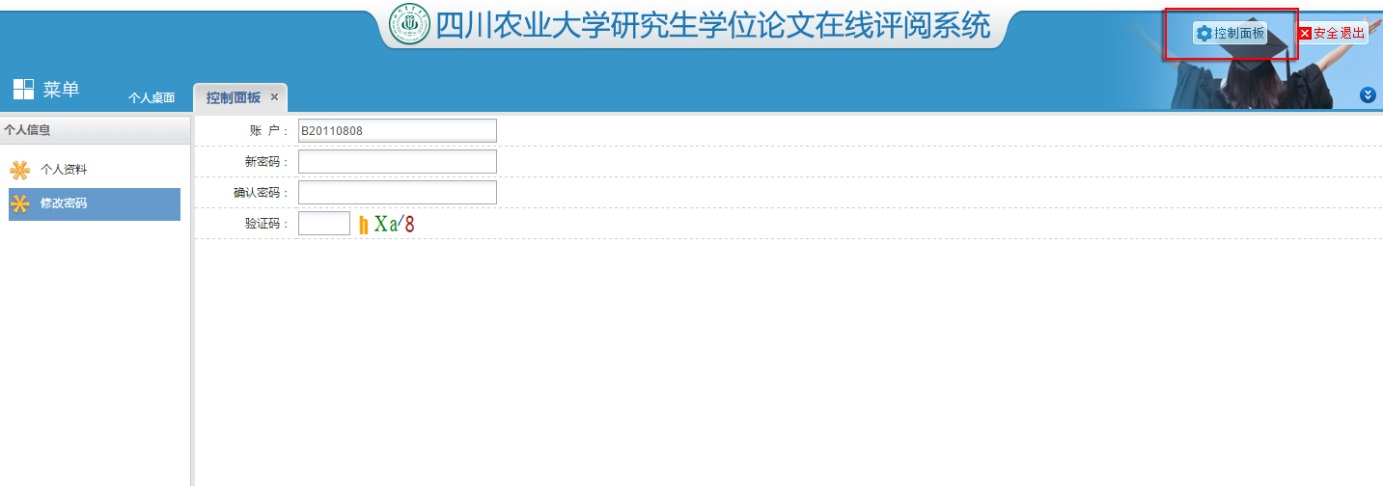 四川农业大学研究生学位论文在线评阅系统
控制面板
安全退出
菜单
个人桌面
控制面板 ×
个人信息
个人资料
修改密码
账 户：
B20110808
新密码：
确认密码：
验证码：
hXa8